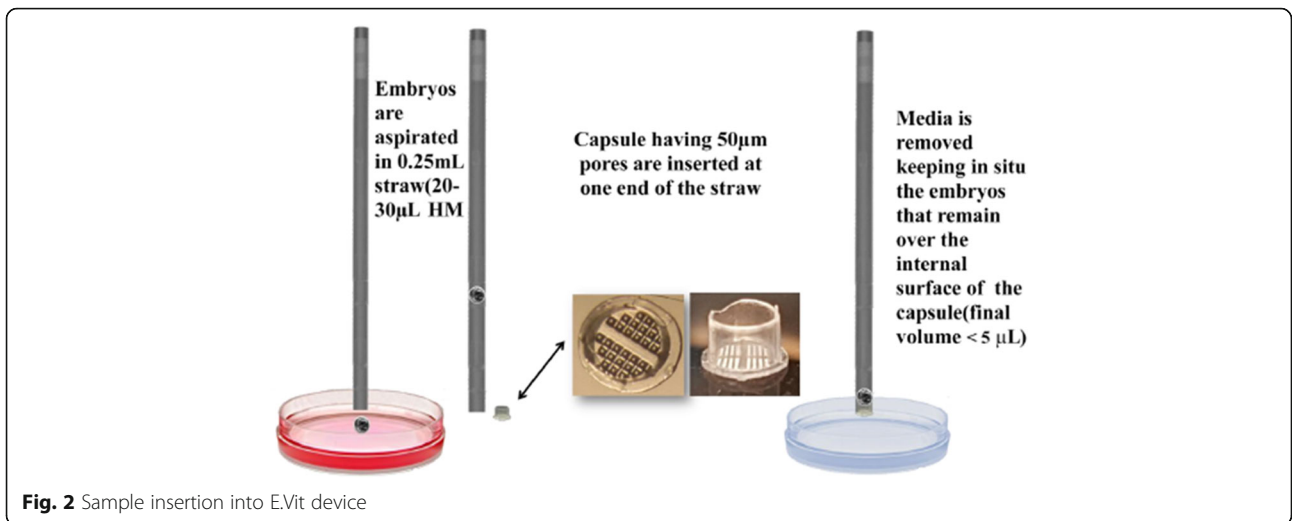 Embryos
are
aspirated
in 0.25mL
straw(20-
30µL HM
Capsule having 50µm
pores are inserted at
one end of the straw
Media is
removed
keeping in situ
the embryos
that remain
over the
internal
surface of the
capsule(final
volume < 5 µL)
Fig. 2 Sample insertion into E.Vit device